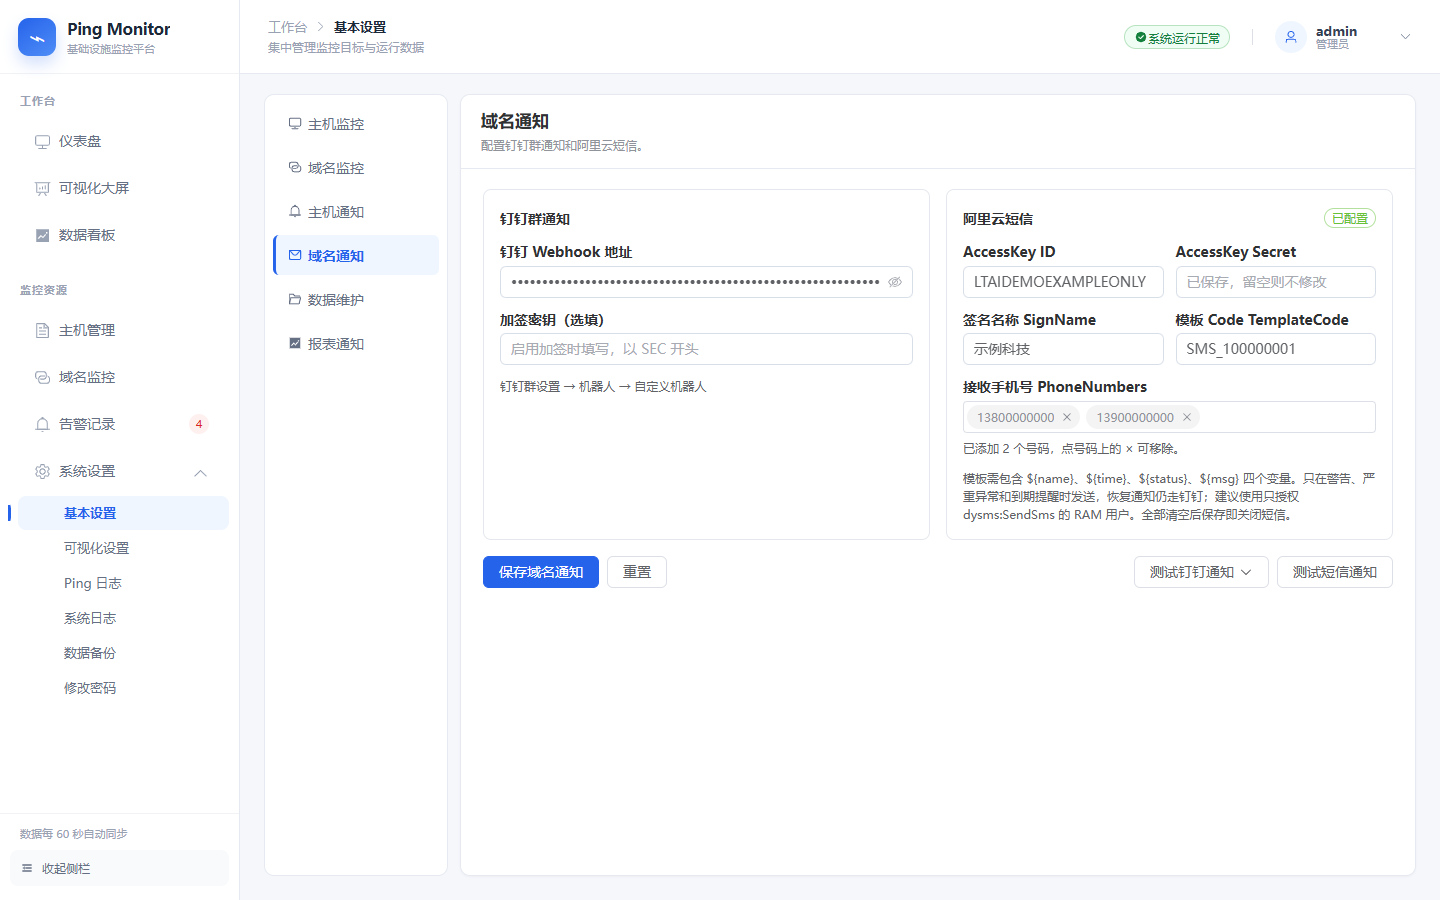 Ping Monitor
基础设施监控平台
工作台
仪表盘
可视化大屏
数据看板
监控资源
主机管理
域名监控
告警记录
4
系统设置
基本设置
可视化设置
Ping 日志
系统日志
数据备份
修改密码
数据每 60 秒自动同步
收起侧栏
工作台 > 基本设置
集中管理监控目标与运行数据
系统运行正常
admin
管理员
主机监控
域名监控
主机通知
域名通知
数据维护
报表通知
域名通知
配置钉钉群通知和阿里云短信。
钉钉群通知
钉钉 Webhook 地址
加签密钥（选填）
启用加签时填写，以 SEC 开头
钉钉群设置 → 机器人 → 自定义机器人
阿里云短信
已配置
AccessKey ID
AccessKey Secret
LTAIDEMOEXAMPLEONLY
已保存，留空则不修改
签名名称 SignName
模板 Code TemplateCode
示例科技
SMS_100000001
接收手机号 PhoneNumbers
13800000000 ×
13900000000 ×
已添加 2 个号码，点号码上的 × 可移除。
模板需包含 ${name}、${time}、${status}、${msg} 四个变量。只在警告、严
重异常和到期提醒时发送，恢复通知仍走钉钉；建议使用只授权
dysms:SendSms 的 RAM 用户。全部清空后保存即关闭短信。
保存域名通知
重置
测试钉钉通知
测试短信通知